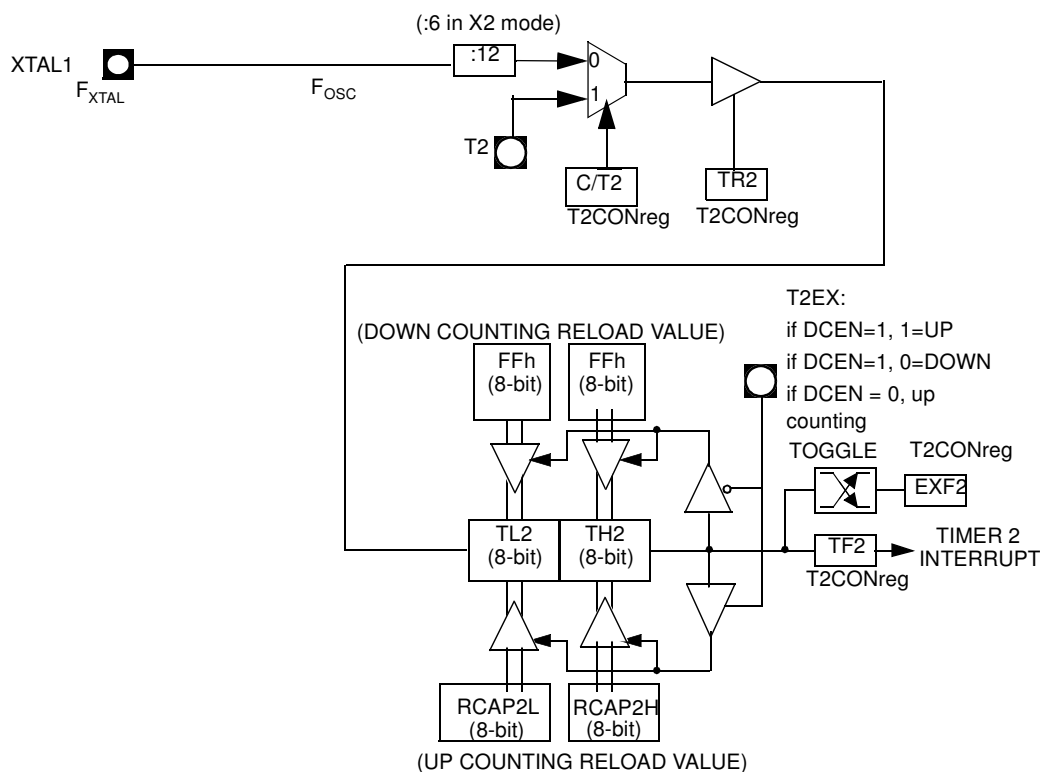 (:6 in X2 mode)
XTAL1
:12
0
FXTAL
FOSC
1
T2
C/T2
TR2
T2CONreg
T2CONreg
T2EX:
(DOWN COUNTING RELOAD VALUE)
if DCEN=1, 1=UP
FFh
(8-bit)
FFh
(8-bit)
if DCEN=1, 0=DOWN
if DCEN = 0, up
counting
TOGGLE
T2CONreg
EXF2
TL2
(8-bit)
TH2
(8-bit)
TF2
TIMER 2
INTERRUPT
T2CONreg
RCAP2L
(8-bit)
RCAP2H
(8-bit)
(UP COUNTING RELOAD VALUE)